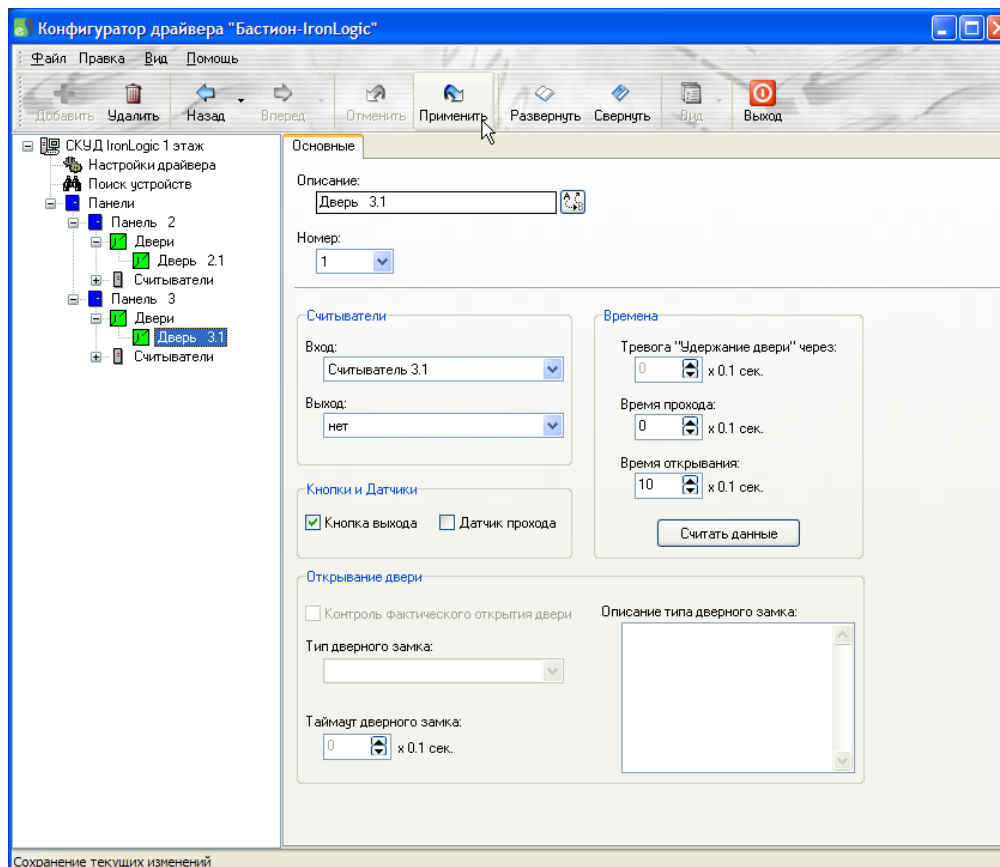 Конфигуратор драйвера "Бастион-IronLogic"
Файл Правка Вид Помощь
Добавить Удалить Назад Вперед Отменить Применить Развернуть Свернуть Вид Выход
СКУД IronLogic 1 этаж
Настройки драйвера
Поиск устройств
Панели
Панель 2
Двери
Дверь 2.1
Считыватели
Панель 3
Двери
Дверь 3.1
Считыватели
Основные
Описание:
Дверь 3.1
Номер:
1
Считыватели
Вход:
Считыватель 3.1
Выход:
нет
Времена
Тревога "Удержание двери" через:
0 x 0.1 сек.
Время прохода:
0 x 0.1 сек.
Время открывания:
10 x 0.1 сек.
Считать данные
Кнопки и Датчики
Кнопка выхода Датчик прохода
Открывание двери
Контроль фактического открытия двери
Тип дверного замка:
Таймаут дверного замка:
0 x 0.1 сек.
Описание типа дверного замка:
Сохранение текущих изменений